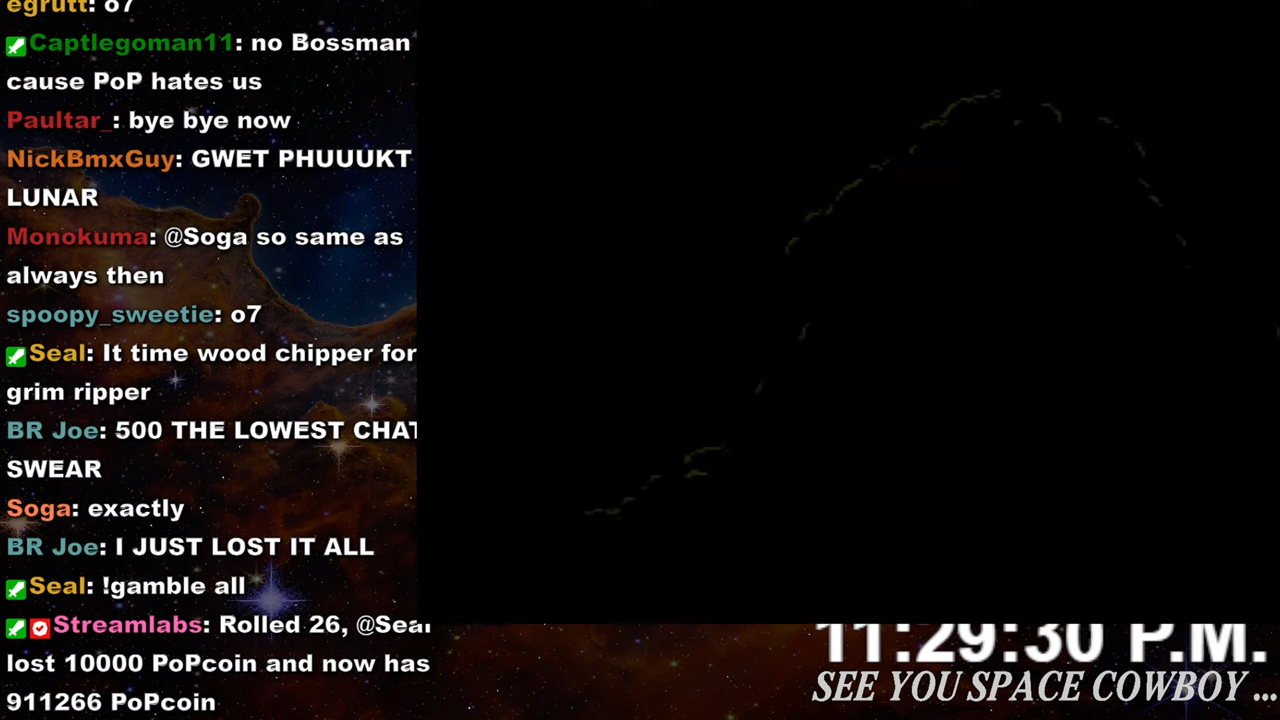 egrutt: o7
Captlegoman11: no Bossman
cause PoP hates us
Paultar_: bye bye now
NickBmxGuy: GWET PHUUUKT
LUNAR
Monokuma: @Soga so same as
always then
spoopy_sweetie: o7
Seal: It time wood chipper for
grim ripper
BR Joe: 500 THE LOWEST CHAT
SWEAR
Soga: exactly
BR Joe: I JUST LOST IT ALL
Seal: !gamble all
Streamlabs: Rolled 26, @Seal
lost 10000 PoPcoin and now has
911266 PoPcoin
11:29:30 P.M.
SEE YOU SPACE COWBOY ...